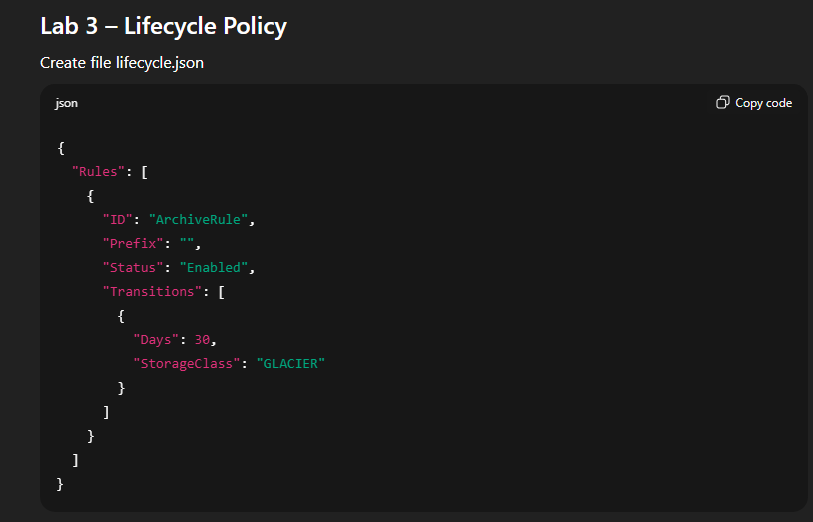 Lab 3 – Lifecycle Policy
Create file lifecycle.json
json
Copy code
{
  "Rules": [
    {
      "ID": "ArchiveRule",
      "Prefix": "",
      "Status": "Enabled",
      "Transitions": [
        {
          "Days": 30,
          "StorageClass": "GLACIER"
        }
      ]
    }
  ]
}